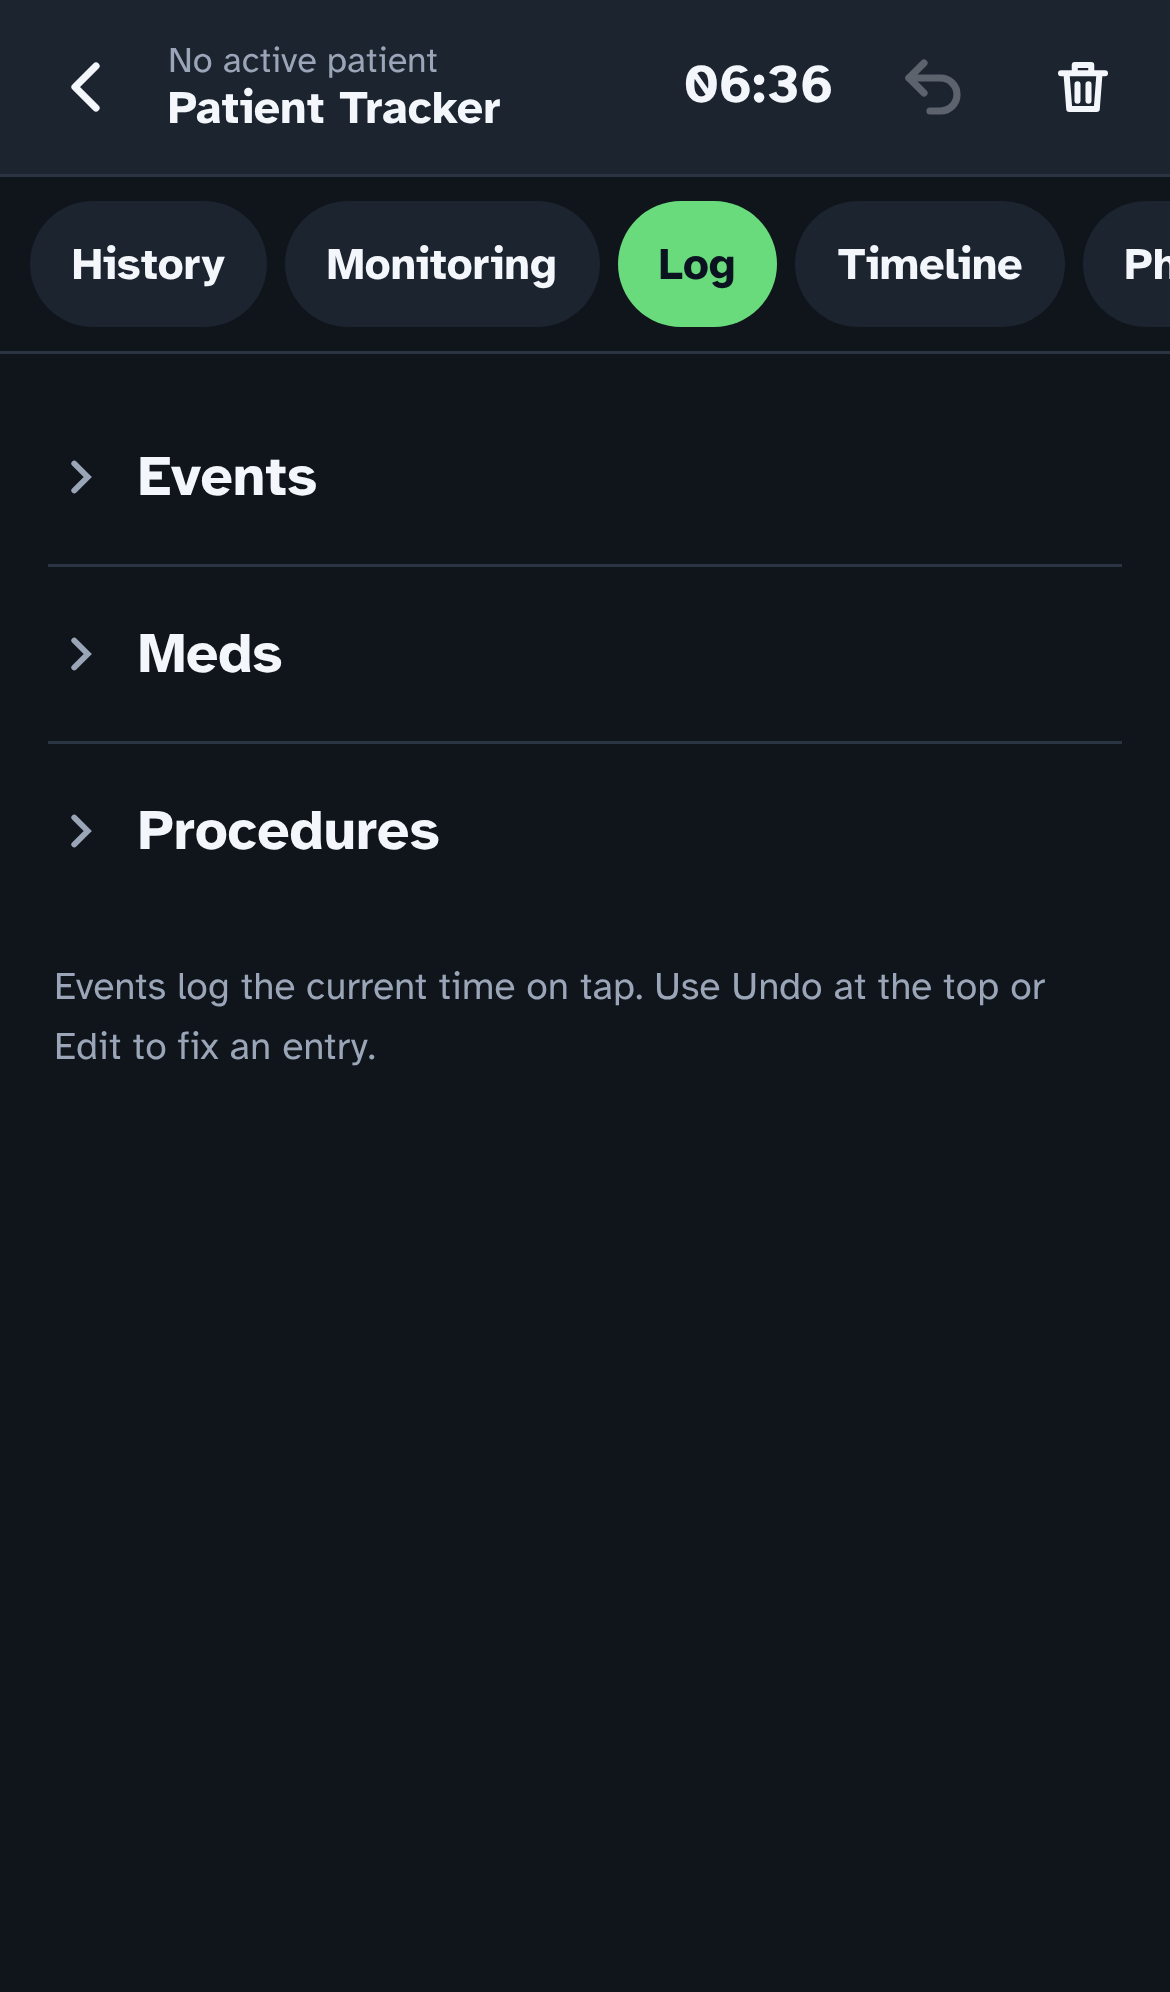 No active patient
Patient Tracker
06:36
History
Monitoring
Log
Timeline
Ph
Events
Meds
Procedures
Events log the current time on tap. Use Undo at the top or
Edit to fix an entry.